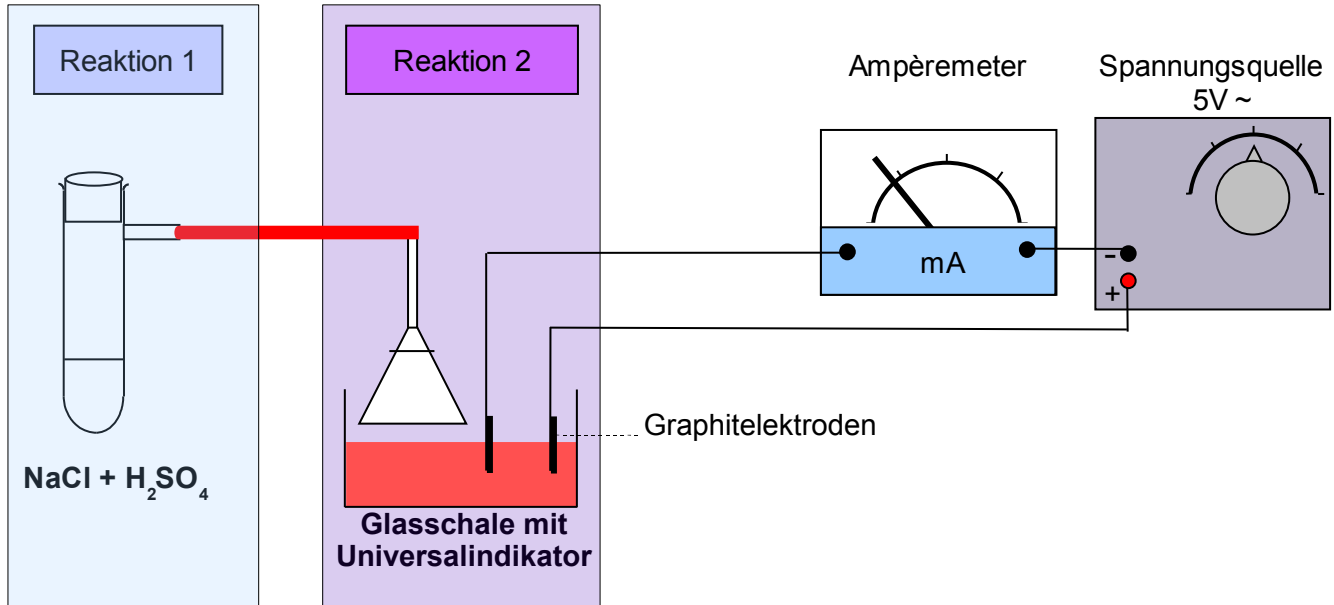 Reaktion 1
Reaktion 2
Ampèremeter
Spannungsquelle
5V ~
mA
-
+
Graphitelektroden
NaCl + H₂SO₄
Glasschale mit
Universalindikator